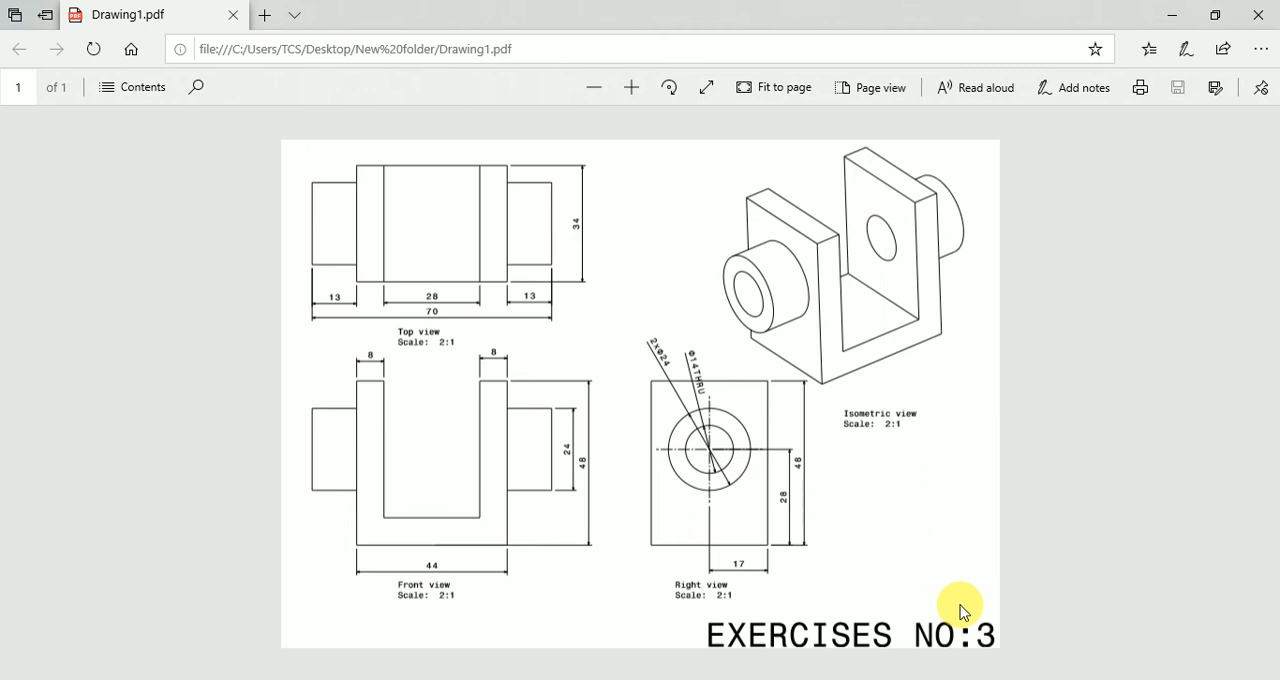 Drawing1.pdf
file:///C:/Users/TCS/Desktop/New%20folder/Drawing1.pdf
1 of 1 Contents Fit to page Page view Read aloud Add notes
34
13 28 13
70
Top view
Scale: 2:1
8 8
24
48
44
Front view
Scale: 2:1
2xΦ24
Φ14THRU
48
28
17
Right view
Scale: 2:1
Isometric view
Scale: 2:1
EXERCISES NO:3